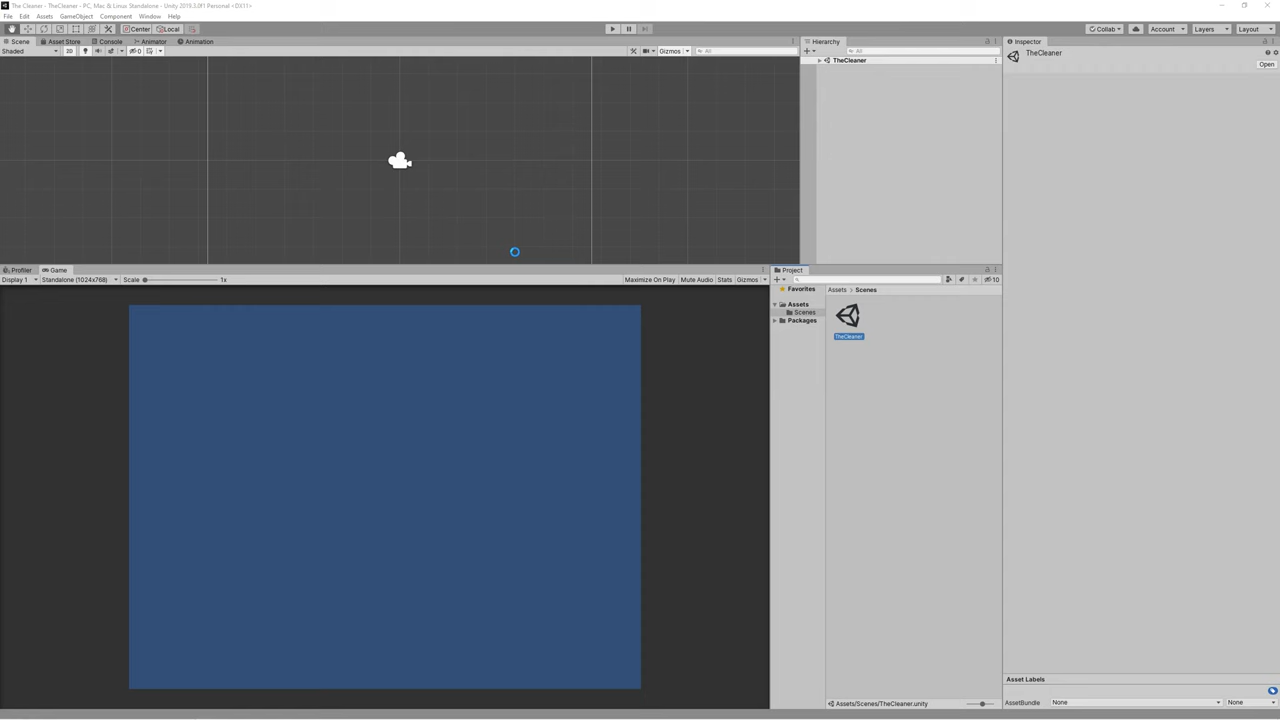 The Cleaner - TheCleaner - PC, Mac & Linux Standalone - Unity 2019.3.0f1 Personal <DX11>
File Edit Assets GameObject Component Window Help
Center Local Collab Account Layers Layout
Scene Asset Store Console Animator Animation
Shaded 2D 0 Gizmos All
Hierarchy
All
TheCleaner
Inspector
TheCleaner
Open
Profiler Game
Display 1 Standalone (1024x768) Scale 1x Maximize On Play Mute Audio Stats Gizmos
Project
10
Favorites
Assets
Scenes
Packages
Assets > Scenes
TheCleaner
Assets/Scenes/TheCleaner.unity
Asset Labels
AssetBundle None None